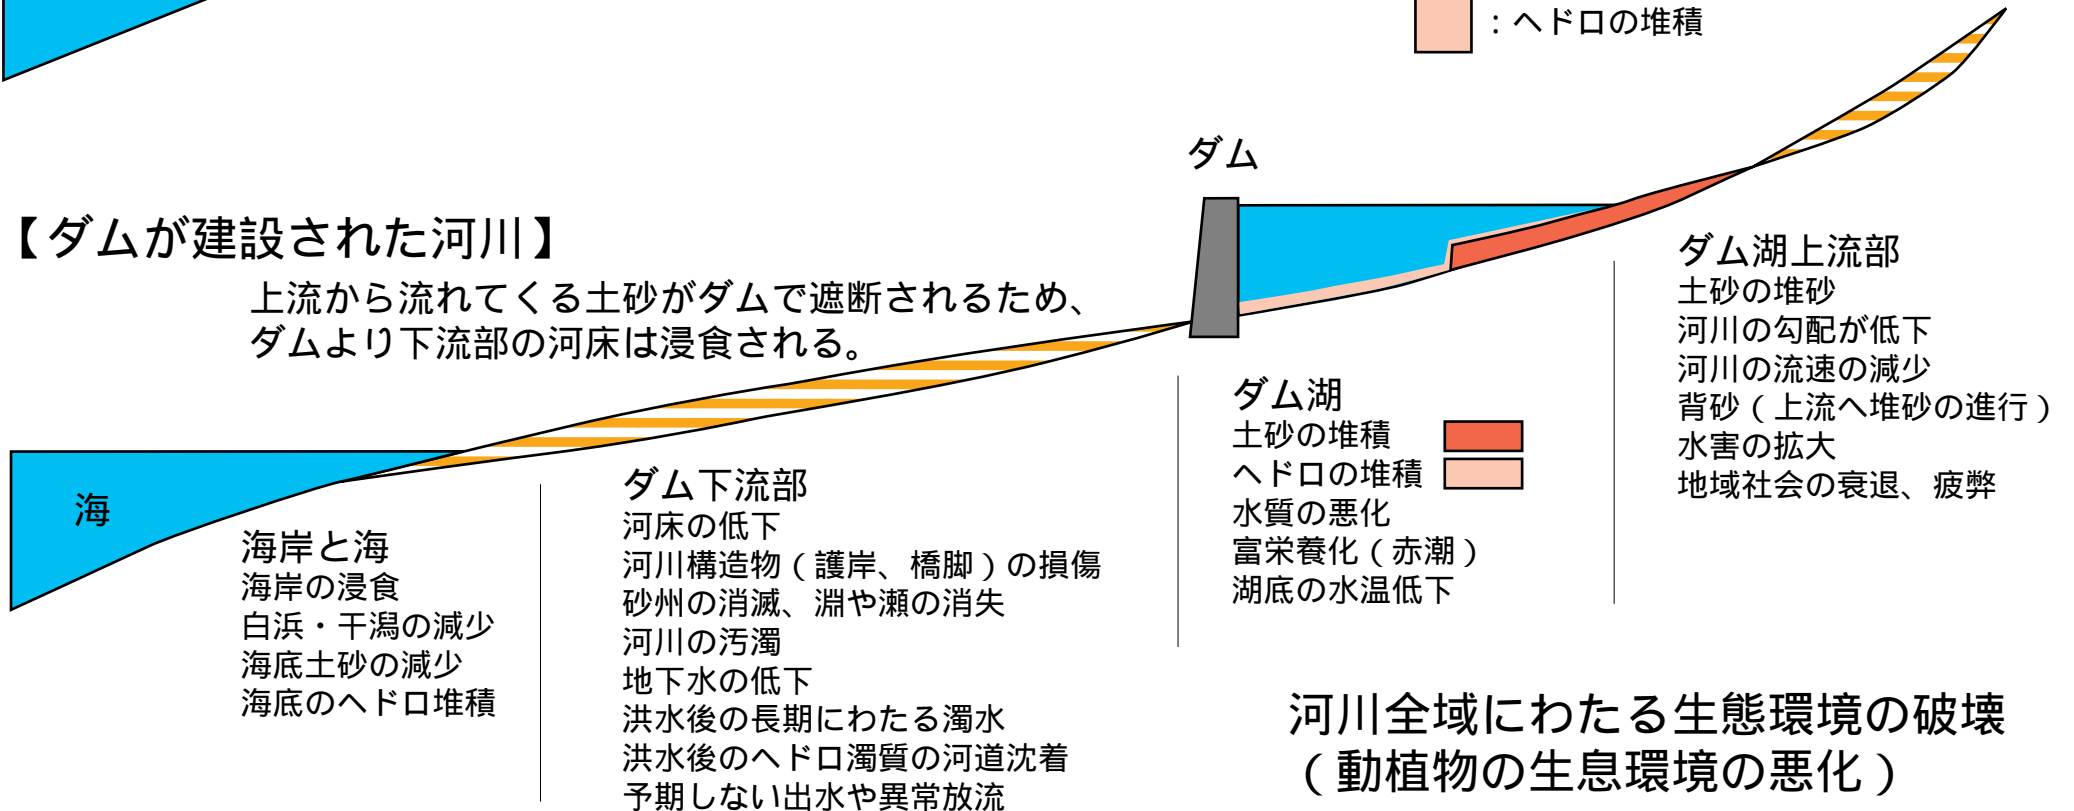 ：ヘドロの堆積
ダム
【ダムが建設された河川】
上流から流れてくる土砂がダムで遮断されるため、
ダムより下流部の河床は浸食される。
海
海岸と海
海岸の浸食
白浜・干潟の減少
海底土砂の減少
海底のヘドロ堆積
ダム下流部
河床の低下
河川構造物（護岸、橋脚）の損傷
砂州の消滅、淵や瀬の消失
河川の汚濁
地下水の低下
洪水後の長期にわたる濁水
洪水後のヘドロ濁質の河道沈着
予期しない出水や異常放流
ダム湖
土砂の堆積
ヘドロの堆積
水質の悪化
富栄養化（赤潮）
湖底の水温低下
ダム湖上流部
土砂の堆砂
河川の勾配が低下
河川の流速の減少
背砂（上流へ堆砂の進行）
水害の拡大
地域社会の衰退、疲弊
河川全域にわたる生態環境の破壊
（動植物の生息環境の悪化）